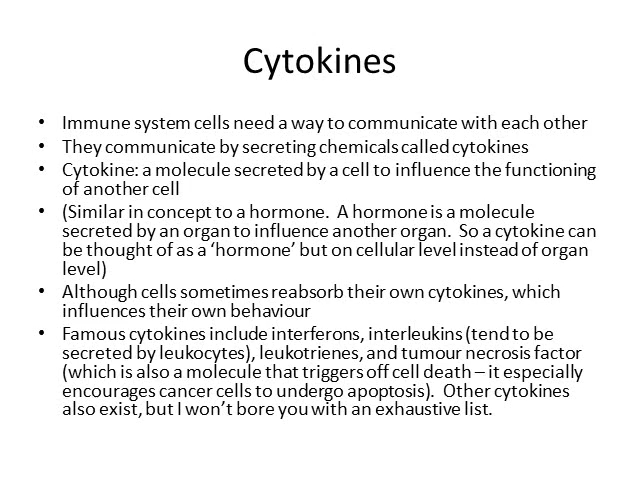 Cytokines
• Immune system cells need a way to communicate with each other
• They communicate by secreting chemicals called cytokines
• Cytokine: a molecule secreted by a cell to influence the functioning
of another cell
• (Similar in concept to a hormone.  A hormone is a molecule
secreted by an organ to influence another organ.  So a cytokine can
be thought of as a ‘hormone’ but on cellular level instead of organ
level)
• Although cells sometimes reabsorb their own cytokines, which
influences their own behaviour
• Famous cytokines include interferons, interleukins (tend to be
secreted by leukocytes), leukotrienes, and tumour necrosis factor
(which is also a molecule that triggers off cell death – it especially
encourages cancer cells to undergo apoptosis).  Other cytokines
also exist, but I won’t bore you with an exhaustive list.